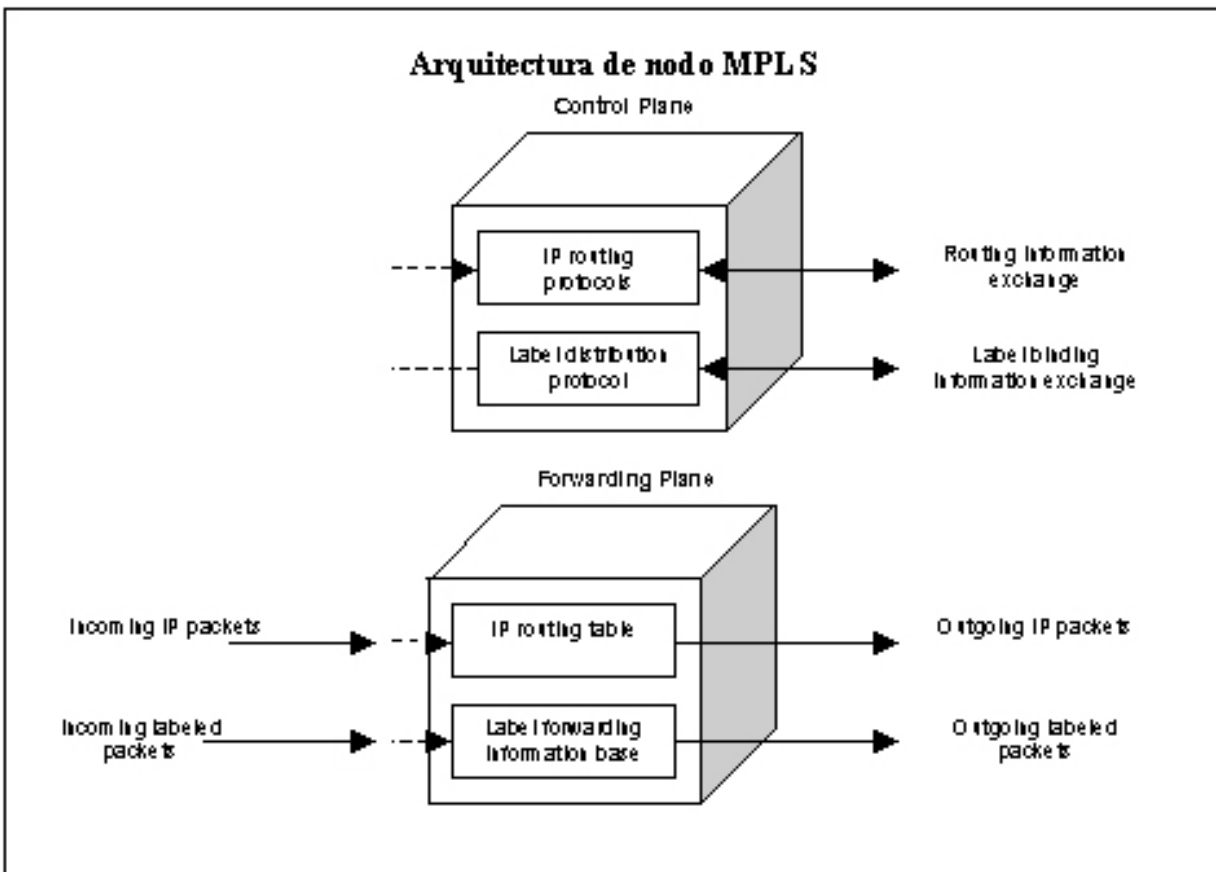 Arquitectura de nodo MPLS
Control Plane
IP routing
protocols
Routing information
exchange
Label distribution
protocol
Label binding
information exchange
Forwarding Plane
Incoming IP packets
IP routing table
Outgoing IP packets
Incoming labeled
packets
Label forwarding
information base
Outgoing labeled
packets